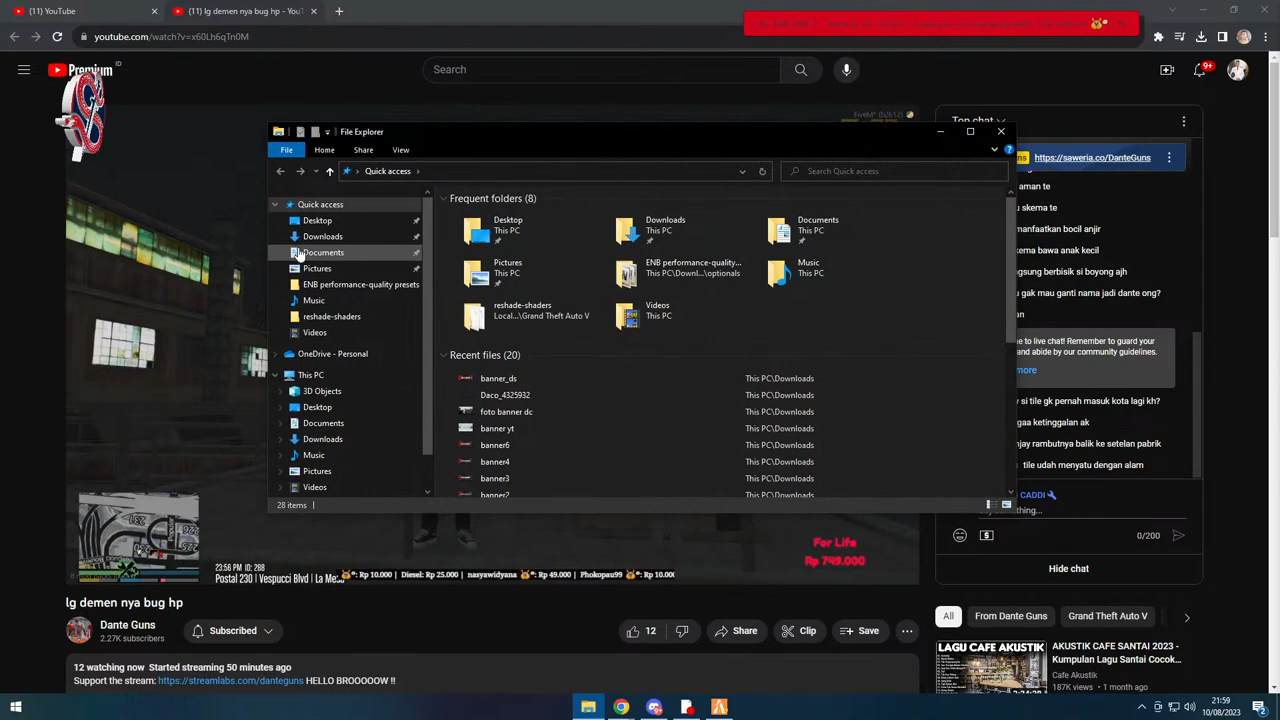 (11) YouTube
(11) lg demen nya bug hp - YouT
youtube.com/watch?v=x60Lh6qTn0M
Premium
ID
Search
9+
FiveM® (b2612)
Top chat
https://saweria.co/DanteGuns
aman te
u skema te
manfaatkan bocil anjir
kema bawa anak kecil
gsung berbisik si boyong ajh
u gak mau ganti nama jadi dante ong?
e to live chat! Remember to guard your
and abide by our community guidelines.
more
y si tile gk pernah masuk kota lagi kh?
gaa ketinggalan ak
njay rambutnya balik ke setelan pabrik
tile udah menyatu dengan alam
CADDI
0/200
Hide chat
File Explorer
File
Home
Share
View
Quick access
Search Quick access
Quick access
Desktop
Downloads
Documents
Pictures
ENB performance-quality presets
Music
reshade-shaders
Videos
OneDrive - Personal
This PC
3D Objects
Desktop
Documents
Downloads
Music
Pictures
Videos
28 items
Frequent folders (8)
Desktop
This PC
Downloads
This PC
Documents
This PC
Pictures
This PC
ENB performance-quality...
This PC\Downl...\optionals
Music
This PC
reshade-shaders
Local...\Grand Theft Auto V
Videos
This PC
Recent files (20)
banner_ds This PC\Downloads
Daco_4325932 This PC\Downloads
foto banner dc This PC\Downloads
banner yt This PC\Downloads
banner6 This PC\Downloads
banner4 This PC\Downloads
banner3 This PC\Downloads
banner2
For Life
Rp 749.000
23:56 PM ID: 288
Postal 230 | Vespucci Blvd | La Mesa
Rp 10.000 | Diesel: Rp 25.000 | nasyawidyana Rp 49.000 | Phokopau99 Rp 10.000
lg demen nya bug hp
Dante Guns
2.27K subscribers
Subscribed
12
Share
Clip
Save
12 watching now Started streaming 50 minutes ago
Support the stream: https://streamlabs.com/danteguns HELLO BROOOOOW !!
All
From Dante Guns
Grand Theft Auto V
LAGU CAFE AKUSTIK
AKUSTIK CAFE SANTAI 2023 -
Kumpulan Lagu Santai Cocok...
Cafe Akustik
187K views • 1 month ago
21:59
10/08/2023
2